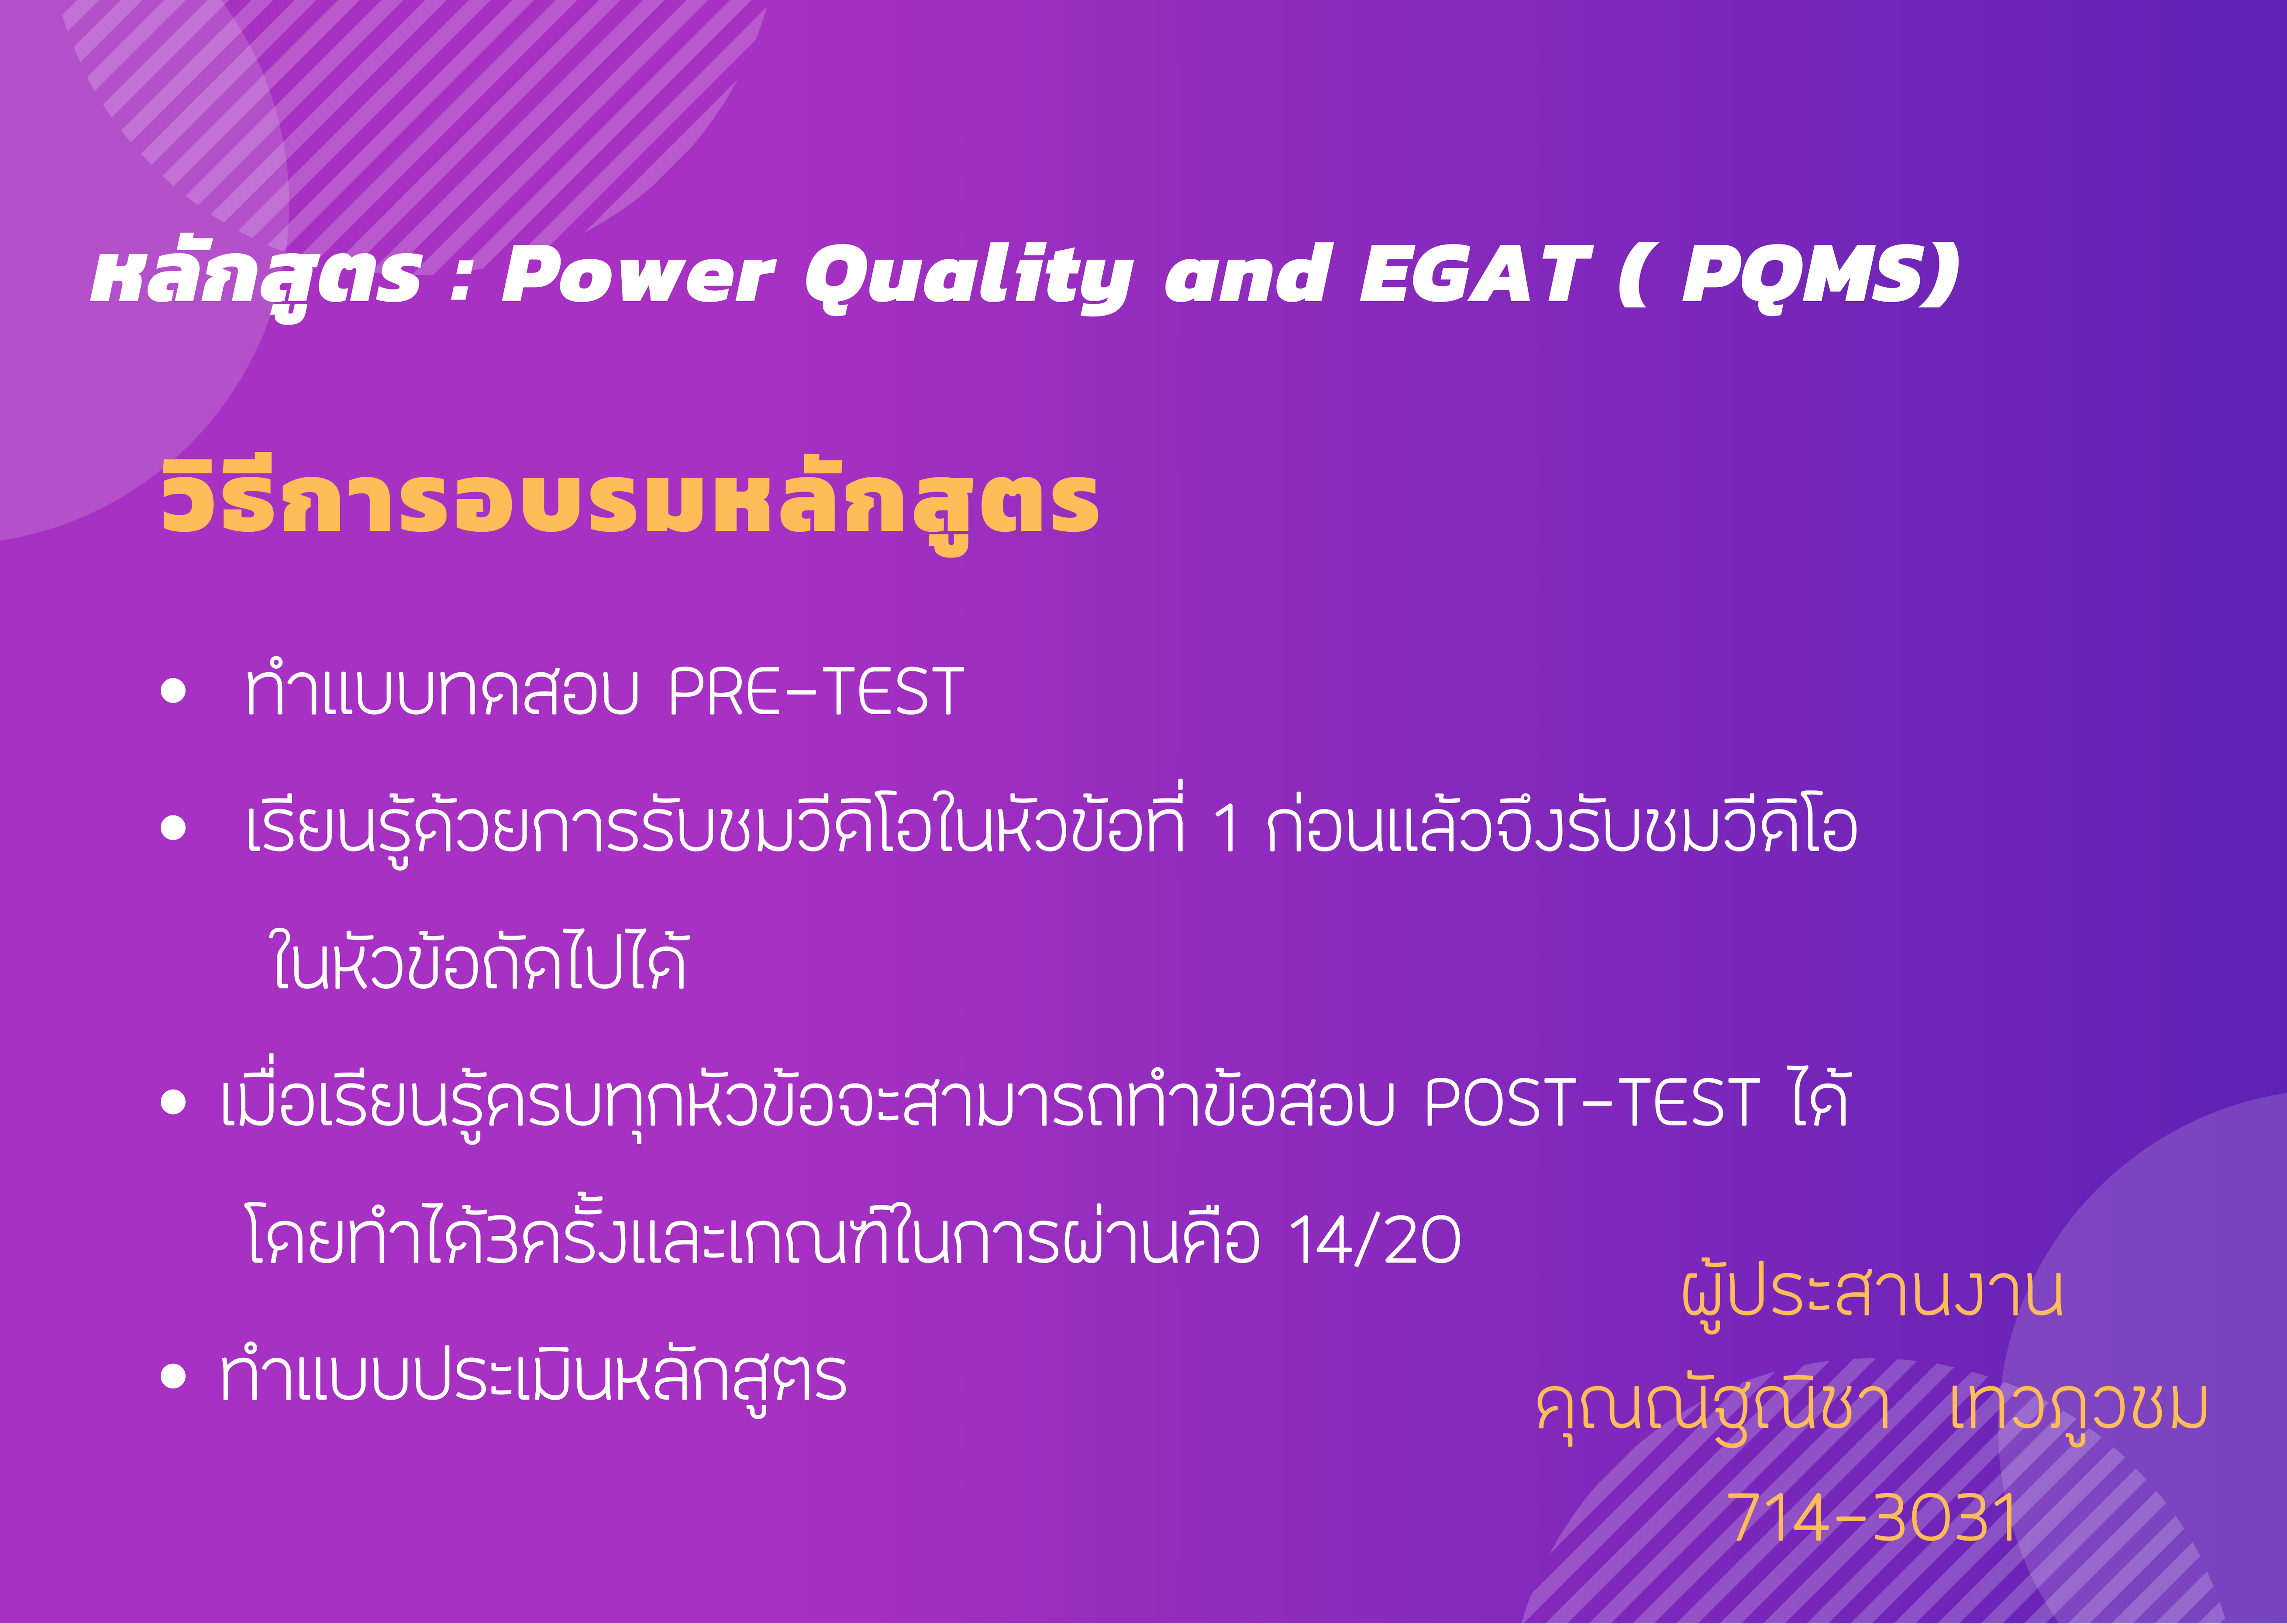 หลักสูตร : Power Quality and EGAT ( PQMS)
วิธีการอบรมหลักสูตร
• ทำแบบทดสอบ PRE-TEST
• เรียนรู้ด้วยการรับชมวีดิโอในหัวข้อที่ 1 ก่อนแล้วจึงรับชมวีดิโอ
ในหัวข้อถัดไปได้
• เมื่อเรียนรู้ครบทุกหัวข้อจะสามารถทำข้อสอบ POST-TEST ได้
โดยทำได้3ครั้งและเกณฑ์ในการผ่านคือ 14/20
• ทำแบบประเมินหลักสูตร
ผู้ประสานงาน
คุณณัฐณิชา เทวภูวชม
714-3031